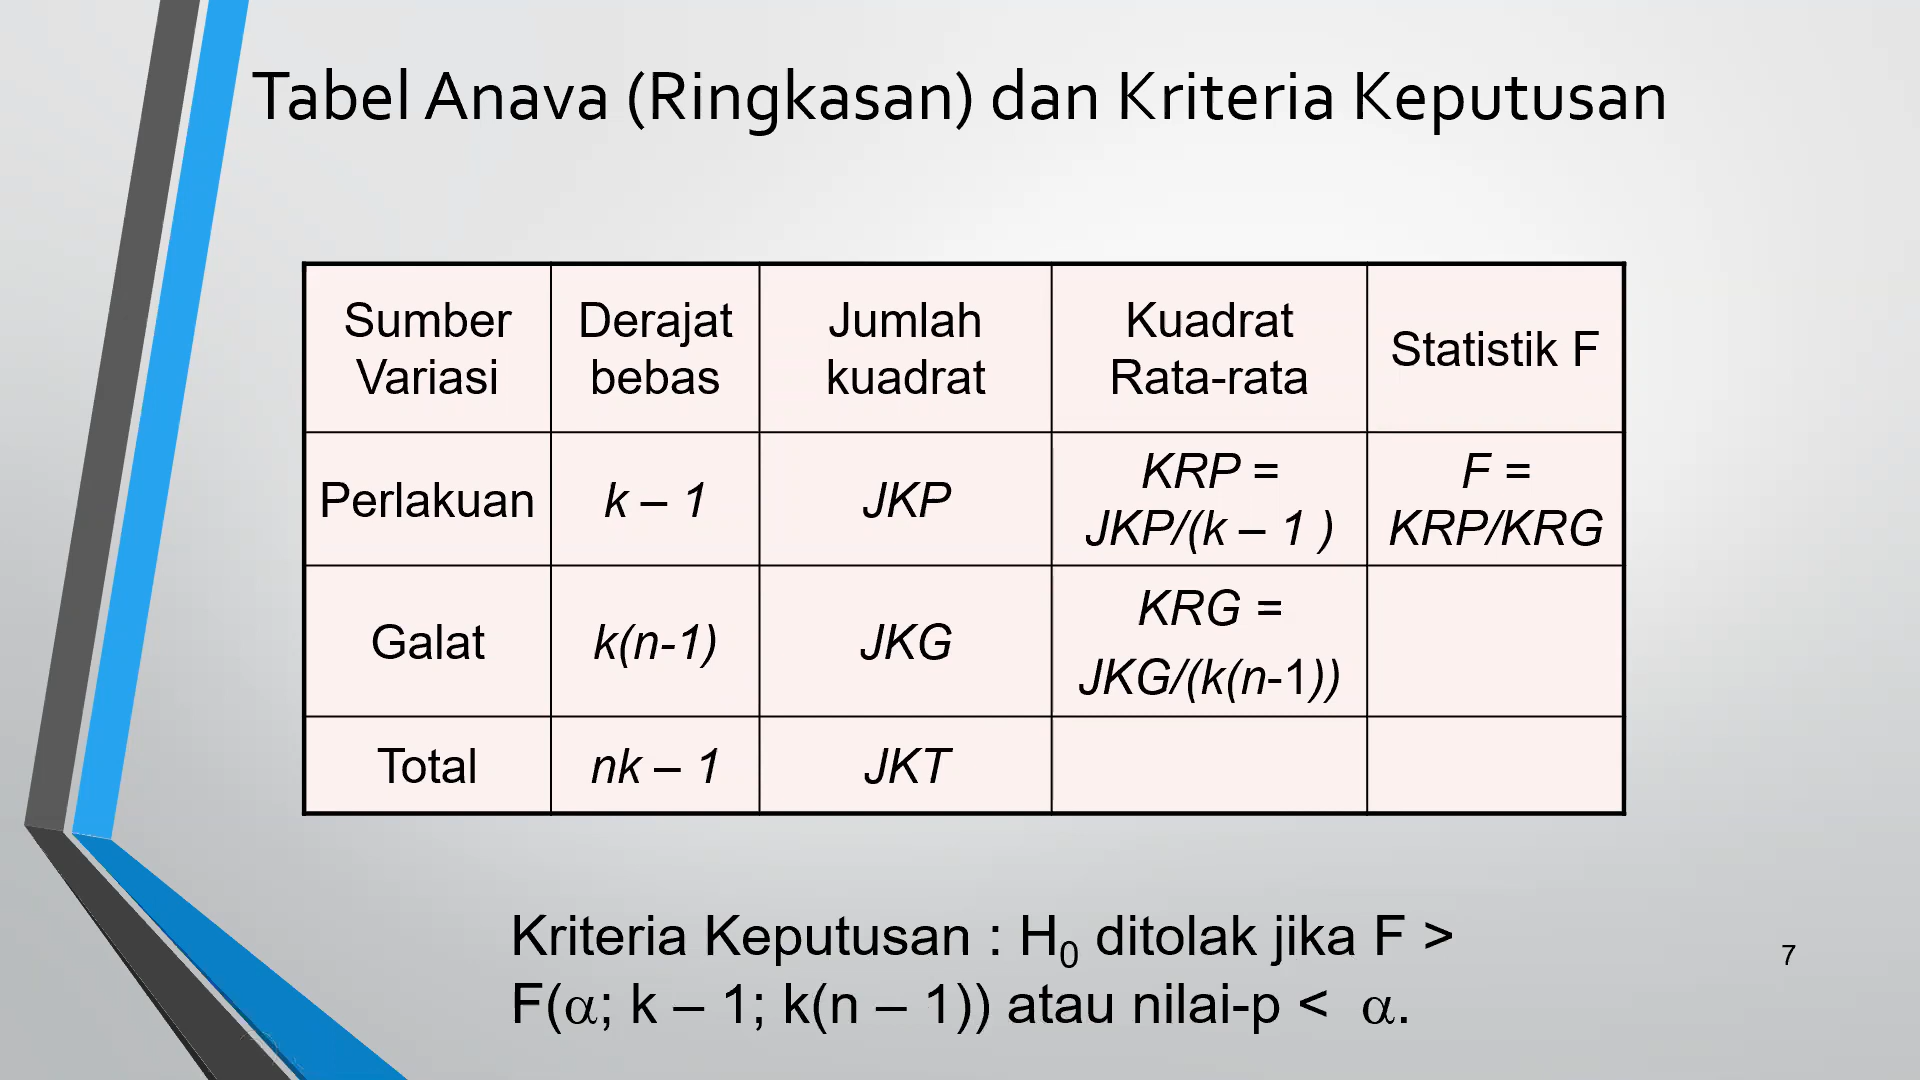 Tabel Anava (Ringkasan) dan Kriteria Keputusan
Sumber Variasi
Derajat bebas
Jumlah kuadrat
Kuadrat Rata-rata
Statistik F
Perlakuan
k – 1
JKP
KRP =
JKP/(k – 1 )
F =
KRP/KRG
Galat
k(n-1)
JKG
KRG =
JKG/(k(n-1))
Total
nk – 1
JKT
Kriteria Keputusan : H₀ ditolak jika F >
F(α; k – 1; k(n – 1)) atau nilai-p < α.
7